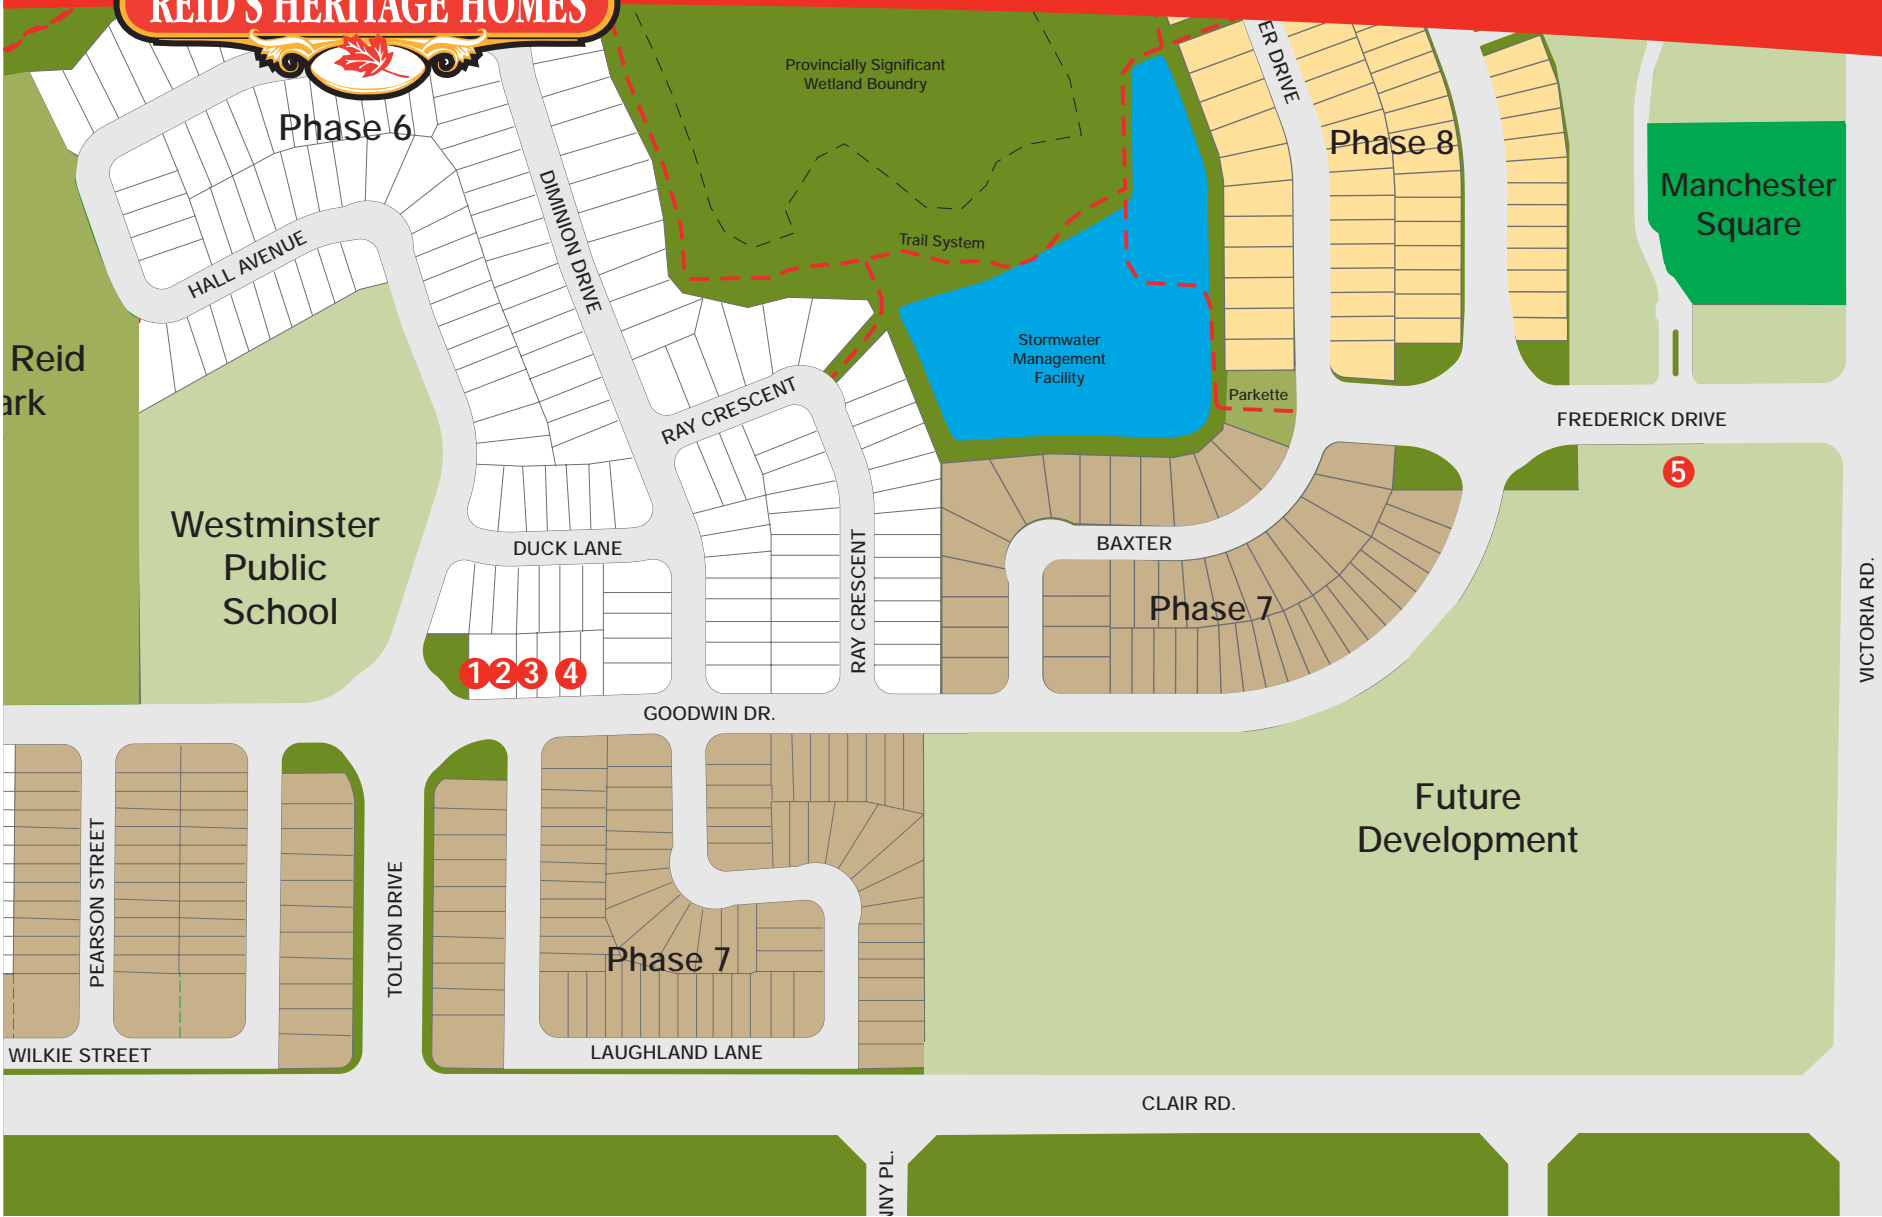 REID'S HERITAGE HOMES
Provincially Significant
Wetland Boundry
ER DRIVE
Phase 6
Phase 8
Manchester
Square
DIMINION DRIVE
HALL AVENUE
Trail System
Reid
ark
Stormwater
Management
Facility
Parkette
RAY CRESCENT
FREDERICK DRIVE
5
Westminster
Public
School
DUCK LANE
RAY CRESCENT
BAXTER
Phase 7
VICTORIA RD.
1 2 3 4
GOODWIN DR.
Future
Development
PEARSON STREET
TOLTON DRIVE
Phase 7
WILKIE STREET
LAUGHLAND LANE
CLAIR RD.
NNY PL.